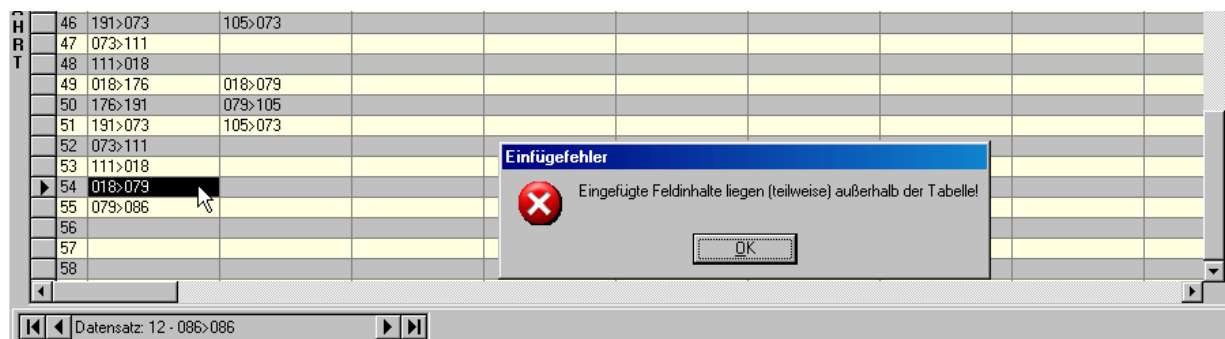 A
H
R
T
46 191>073 105>073
47 073>111
48 111>018
49 018>176 018>079
50 176>191 079>105
51 191>073 105>073
52 073>111
53 111>018
54 018>079
55 079>086
56
57
58
Einfügefehler
Eingefügte Feldinhalte liegen (teilweise) außerhalb der Tabelle!
OK
Datensatz: 12 - 086>086